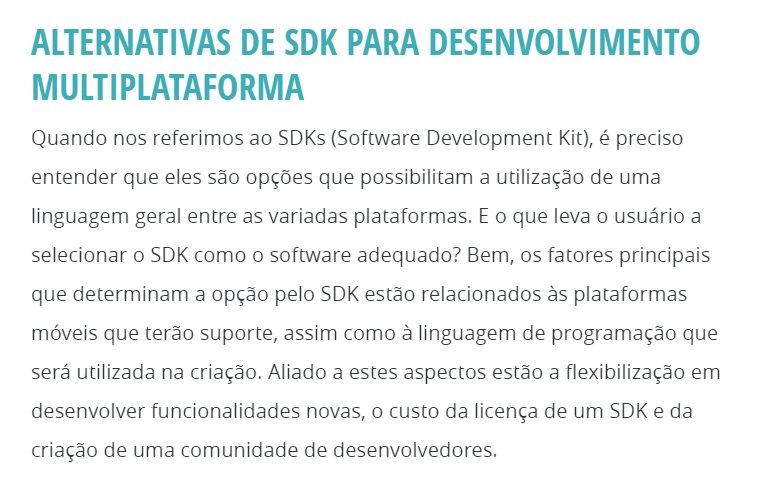 ALTERNATIVAS DE SDK PARA DESENVOLVIMENTO
MULTIPLATAFORMA
Quando nos referimos ao SDKs (Software Development Kit), é preciso
entender que eles são opções que possibilitam a utilização de uma
linguagem geral entre as variadas plataformas. E o que leva o usuário a
selecionar o SDK como o software adequado? Bem, os fatores principais
que determinam a opção pelo SDK estão relacionados às plataformas
móveis que terão suporte, assim como à linguagem de programação que
será utilizada na criação. Aliado a estes aspectos estão a flexibilização em
desenvolver funcionalidades novas, o custo da licença de um SDK e da
criação de uma comunidade de desenvolvedores.